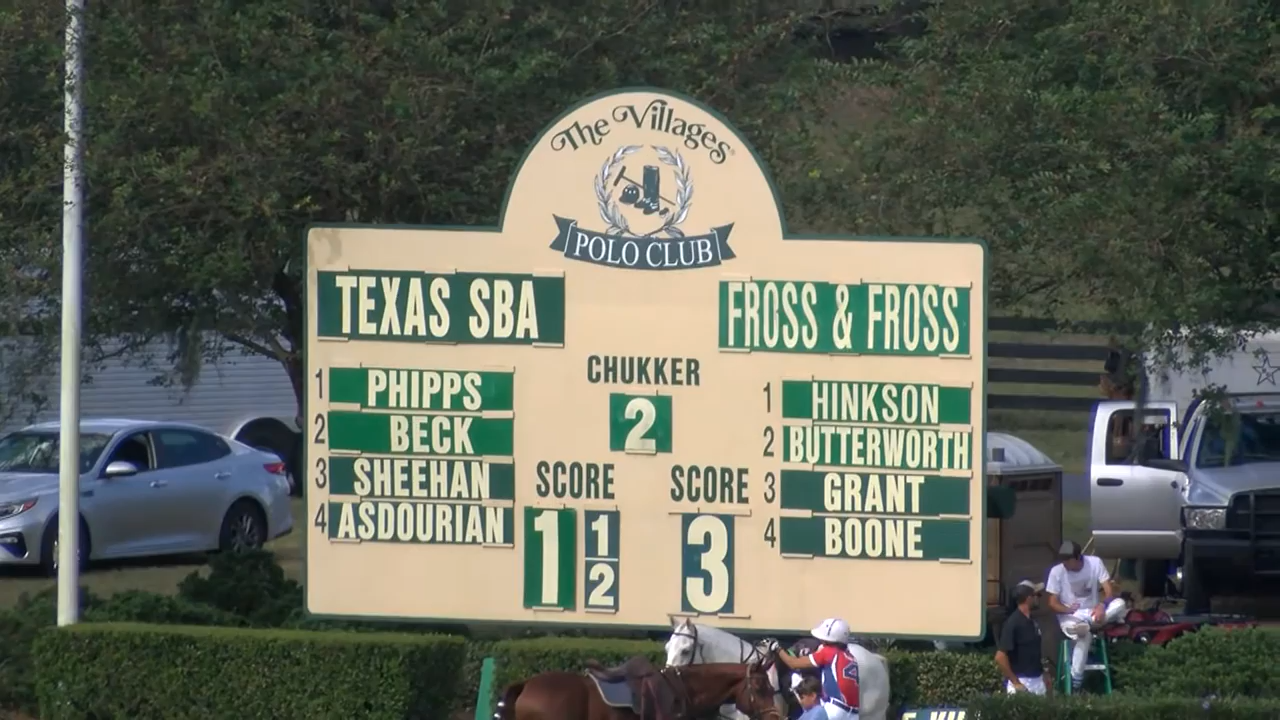 The Villages
POLO CLUB
TEXAS SBA
FROSS & FROSS
CHUKKER
2
1 PHIPPS
2 BECK
3 SHEEHAN
4 ASDOURIAN
1 HINKSON
2 BUTTERWORTH
3 GRANT
4 BOONE
SCORE
1 1
2
SCORE
3
4